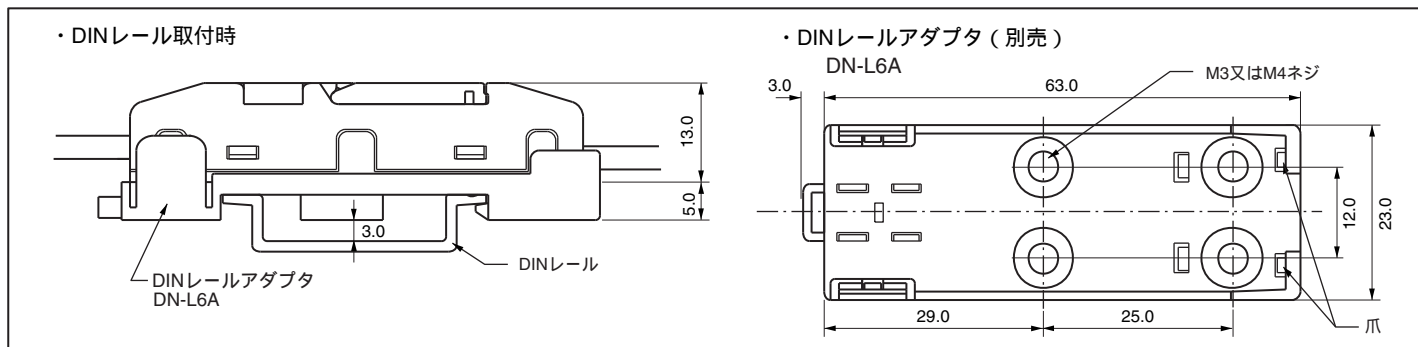 ・DINレール取付時
13.0
5.0
3.0
DINレールアダプタ
DN-L6A
DINレール
・DINレールアダプタ（別売）
DN-L6A
M3又はM4ネジ
3.0
63.0
12.0
23.0
29.0
25.0
爪